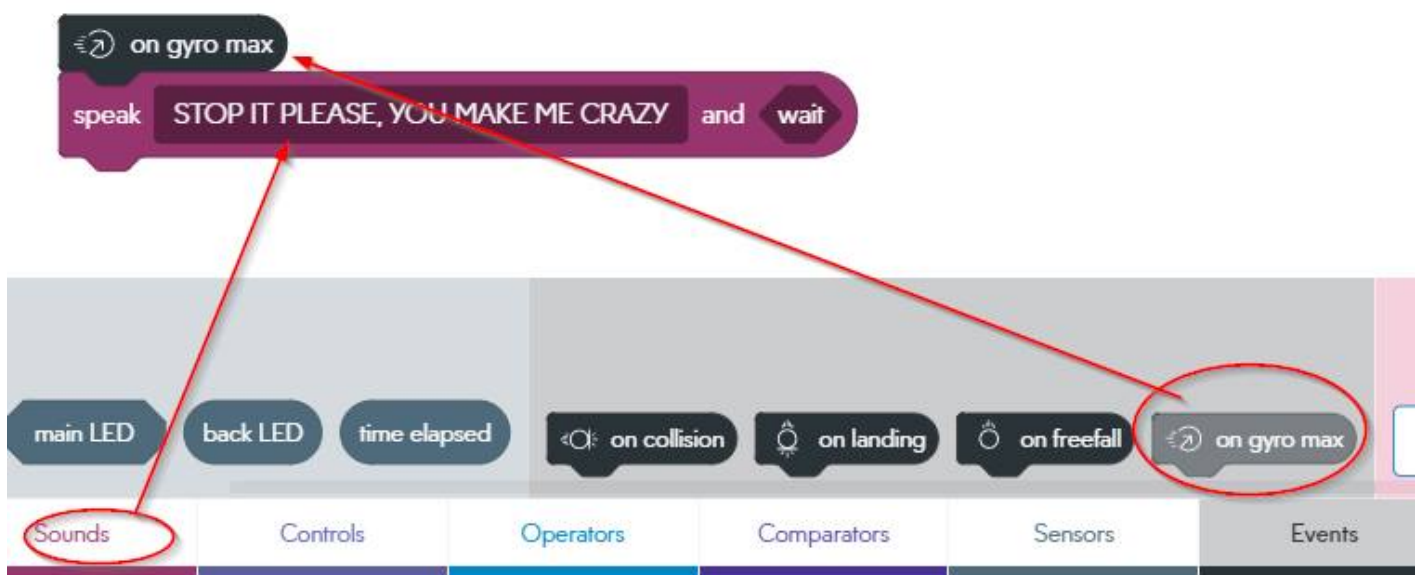 on gyro max
speak STOP IT PLEASE, YOU MAKE ME CRAZY and wait
main LED back LED time elapsed on collision on landing on freefall on gyro max
Sounds Controls Operators Comparators Sensors Events